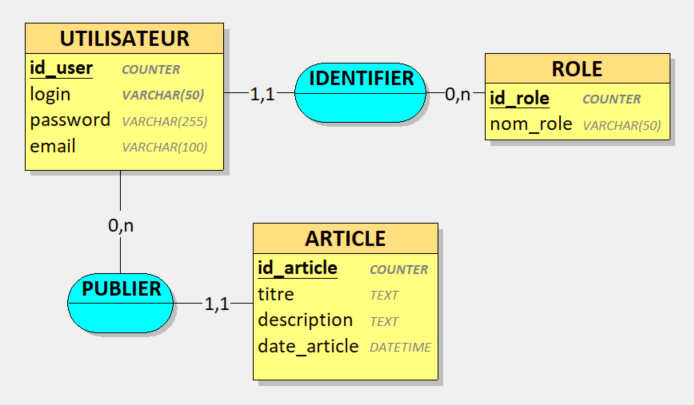 UTILISATEUR
id_user COUNTER
login VARCHAR(50)
password VARCHAR(255)
email VARCHAR(100)
1,1
IDENTIFIER
0,n
ROLE
id_role COUNTER
nom_role VARCHAR(50)
0,n
PUBLIER
1,1
ARTICLE
id_article COUNTER
titre TEXT
description TEXT
date_article DATETIME